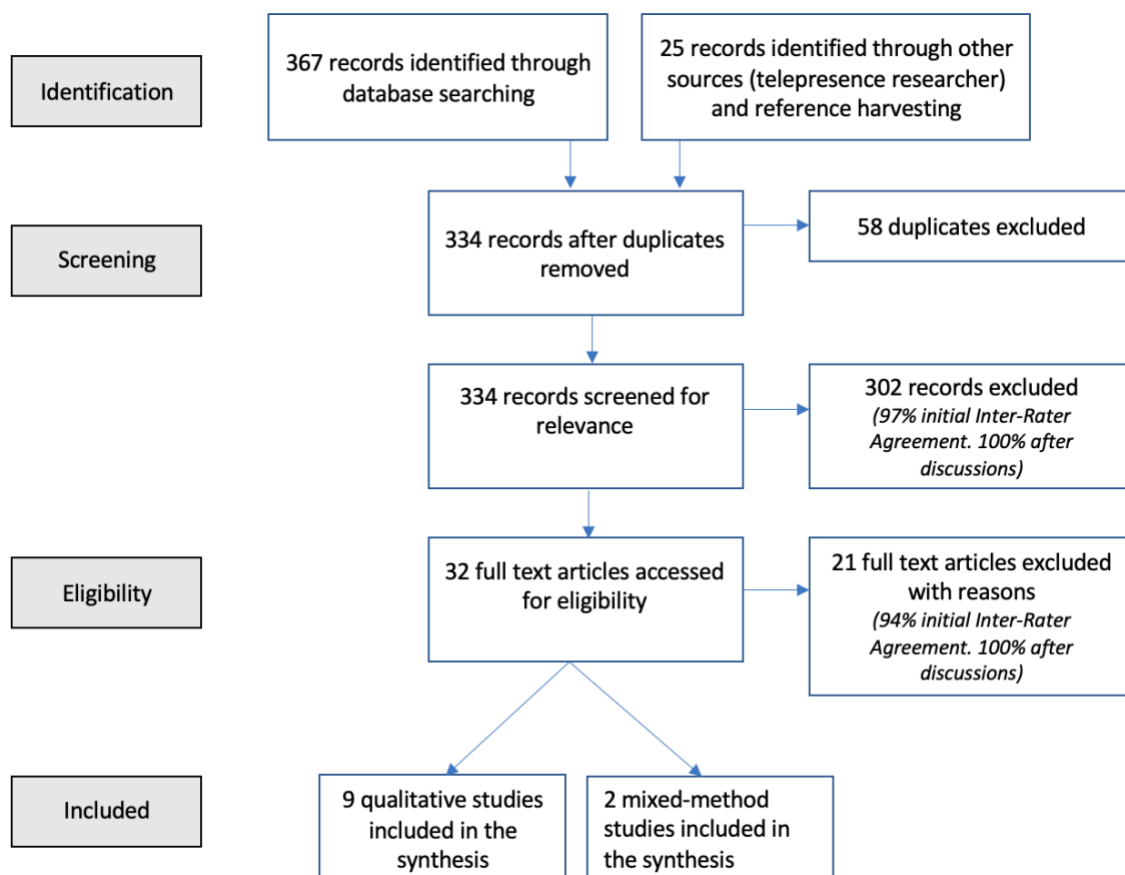 Identification
367 records identified through
database searching
25 records identified through other
sources (telepresence researcher)
and reference harvesting
Screening
334 records after duplicates
removed
58 duplicates excluded
334 records screened for
relevance
302 records excluded
(97% initial Inter-Rater
Agreement. 100% after
discussions)
Eligibility
32 full text articles accessed
for eligibility
21 full text articles excluded
with reasons
(94% initial Inter-Rater
Agreement. 100% after
discussions)
Included
9 qualitative studies
included in the
synthesis
2 mixed-method
studies included in
the synthesis